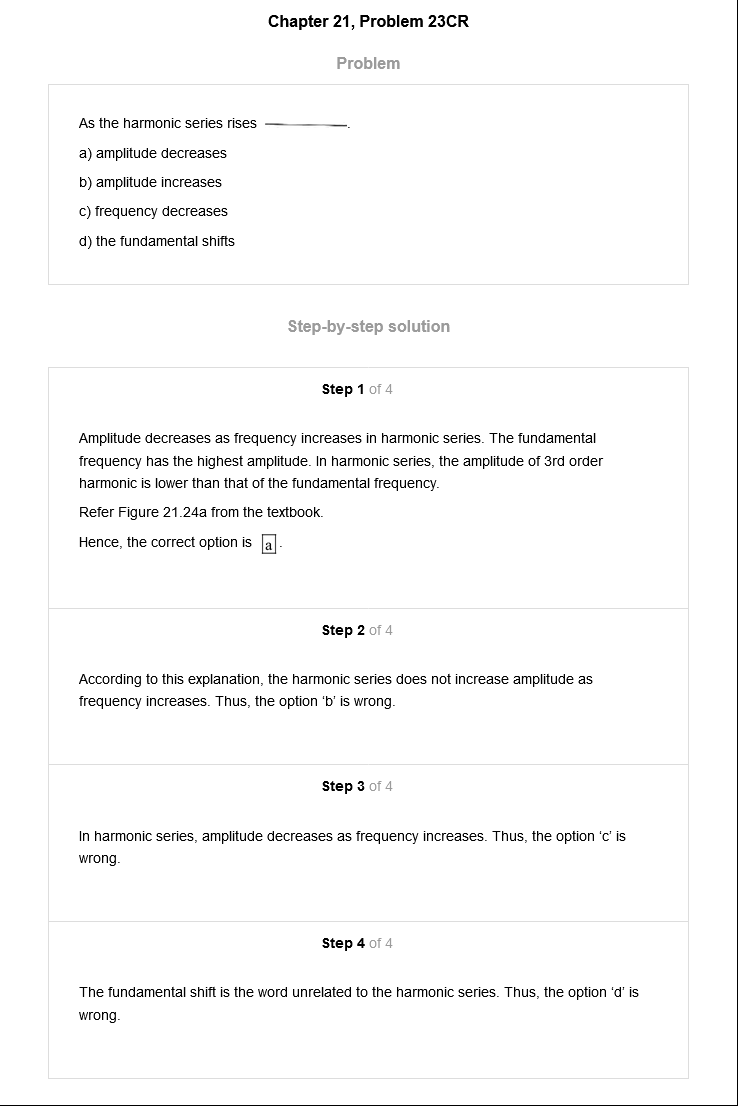 Chapter 21, Problem 23CR
Problem
As the harmonic series rises ________.
a) amplitude decreases
b) amplitude increases
c) frequency decreases
d) the fundamental shifts
Step-by-step solution
Step 1 of 4
Amplitude decreases as frequency increases in harmonic series. The fundamental
frequency has the highest amplitude. In harmonic series, the amplitude of 3rd order
harmonic is lower than that of the fundamental frequency.
Refer Figure 21.24a from the textbook.
Hence, the correct option is a.
Step 2 of 4
According to this explanation, the harmonic series does not increase amplitude as
frequency increases. Thus, the option ‘b’ is wrong.
Step 3 of 4
In harmonic series, amplitude decreases as frequency increases. Thus, the option ‘c’ is
wrong.
Step 4 of 4
The fundamental shift is the word unrelated to the harmonic series. Thus, the option ‘d’ is
wrong.